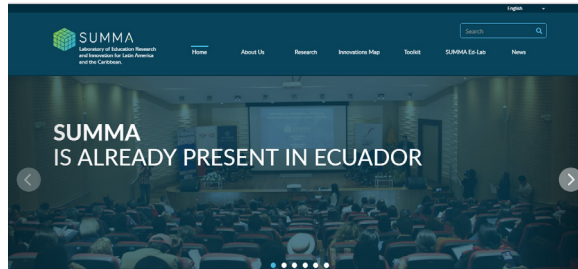 English
SUMMA
Laboratory of Education Research
and Innovation for Latin America
and the Caribbean.
Home
About Us
Research
Innovations Map
Toolkit
SUMMA Ed-Lab
News
Search
SUMMA
IS ALREADY PRESENT IN ECUADOR